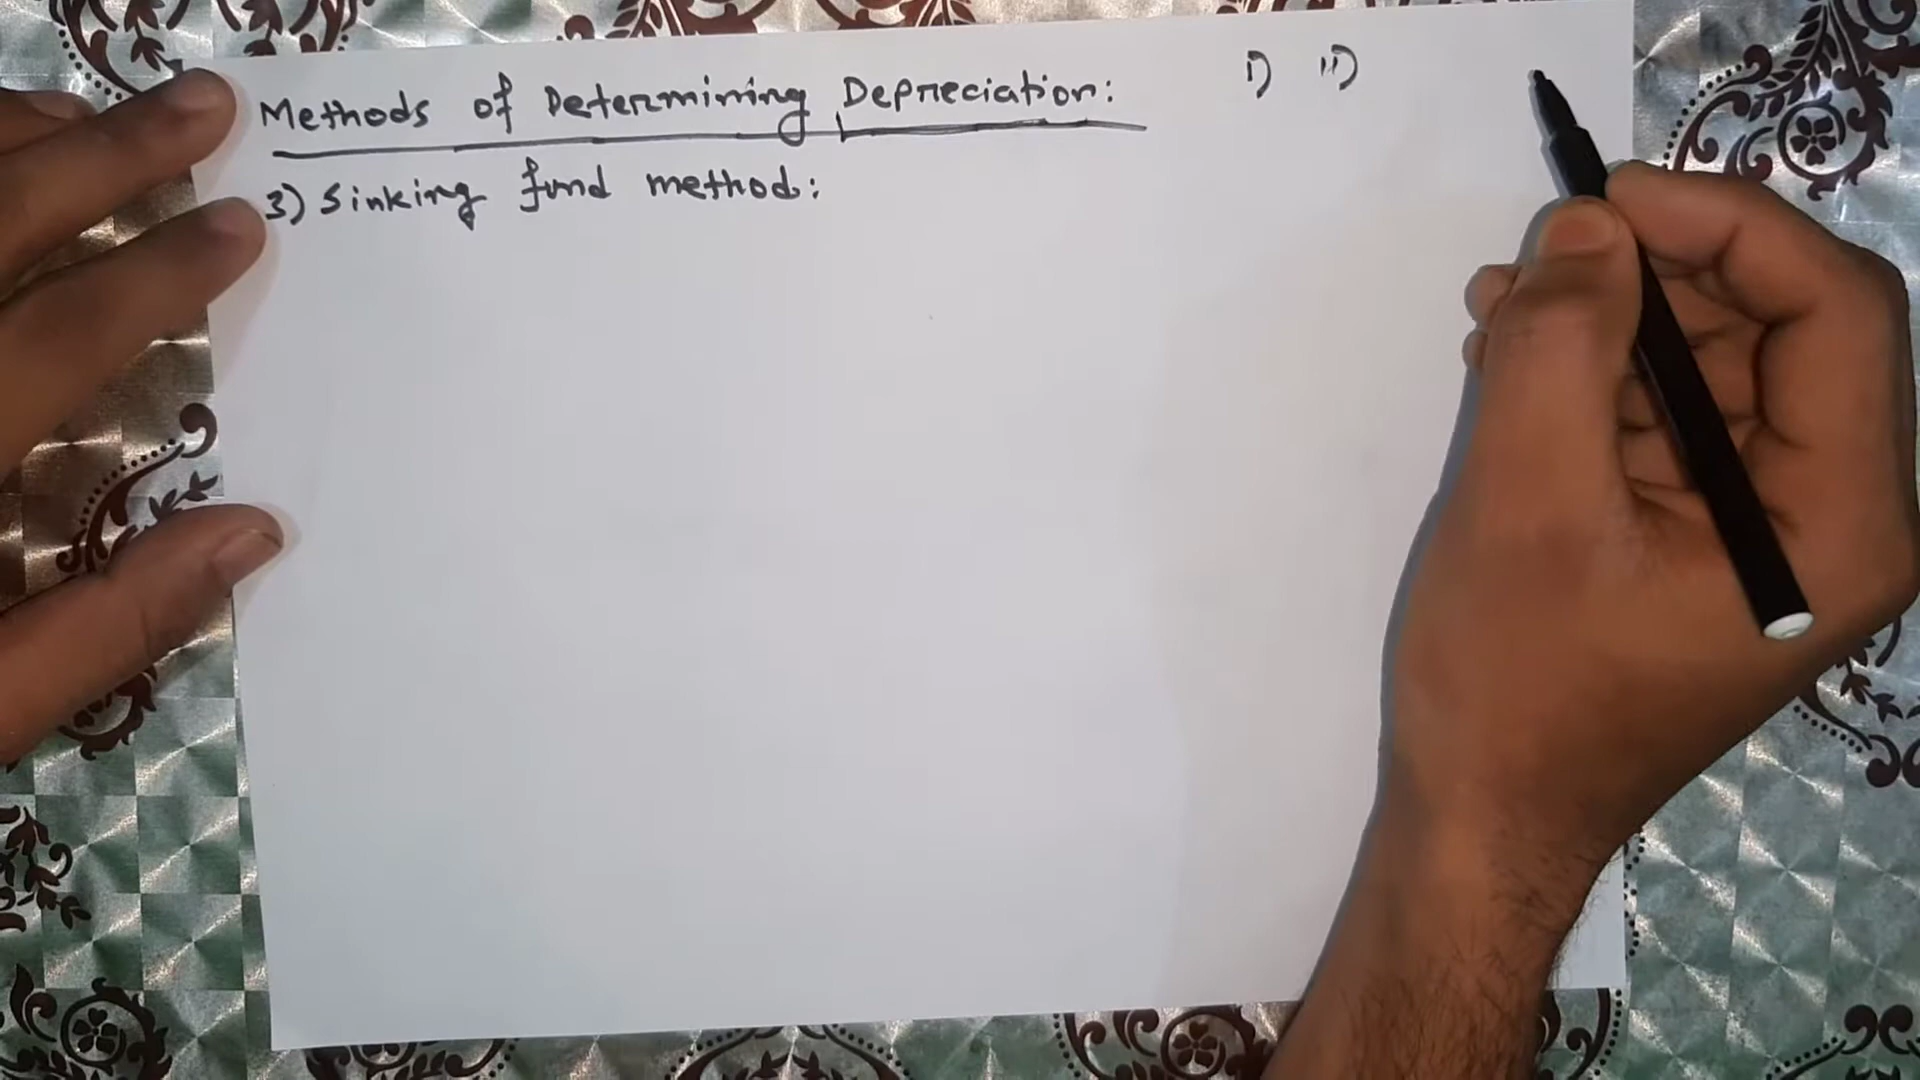 Methods of Determining Depreciation: i) ii)
3) Sinking fund method: